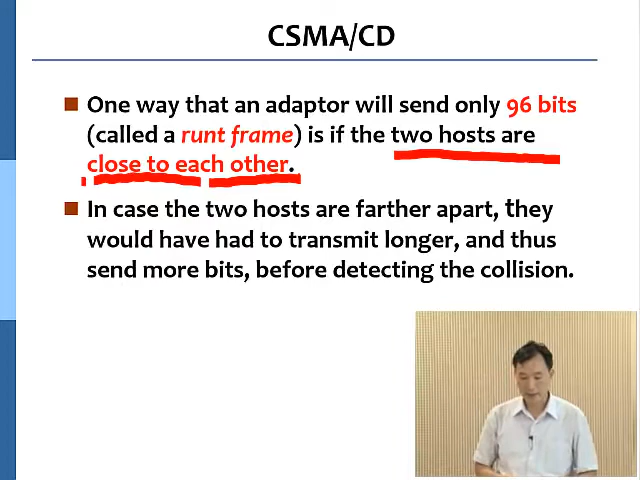 CSMA/CD
One way that an adaptor will send only 96 bits
(called a runt frame) is if the two hosts are
close to each other.
In case the two hosts are farther apart, they
would have had to transmit longer, and thus
send more bits, before detecting the collision.